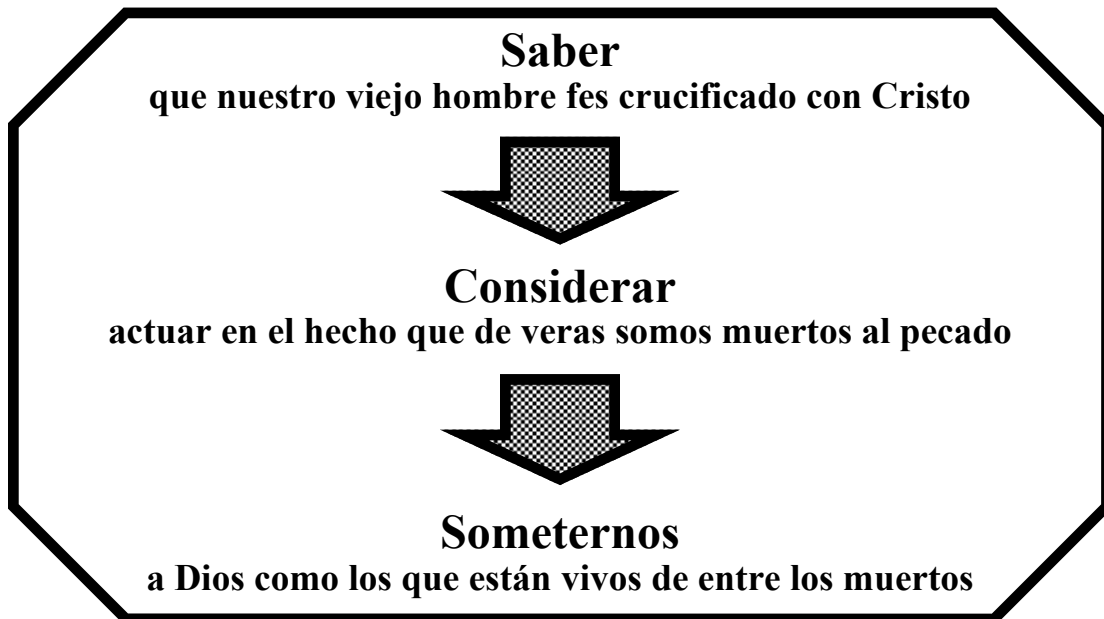 Saber
que nuestro viejo hombre fes crucificado con Cristo
Considerar
actuar en el hecho que de veras somos muertos al pecado
Someternos
a Dios como los que están vivos de entre los muertos